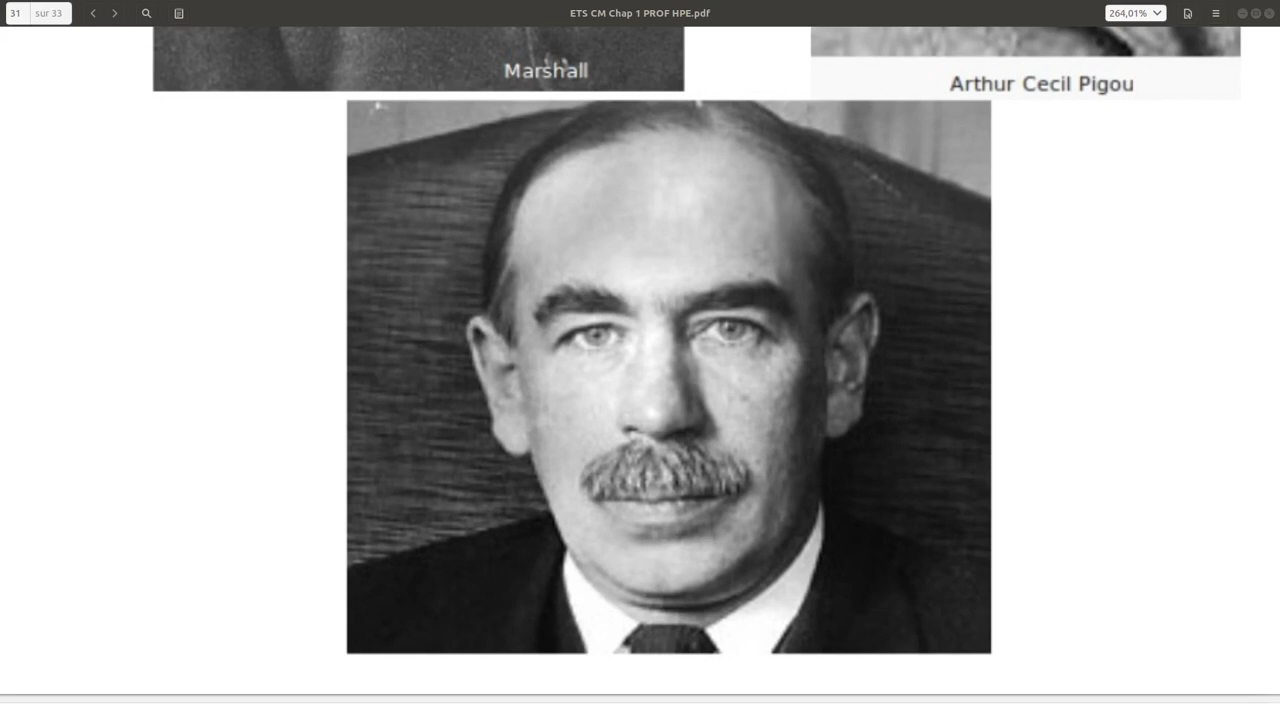 31 sur 33
ETS CM Chap 1 PROF HPE.pdf
264,01%
Marshall
Arthur Cecil Pigou